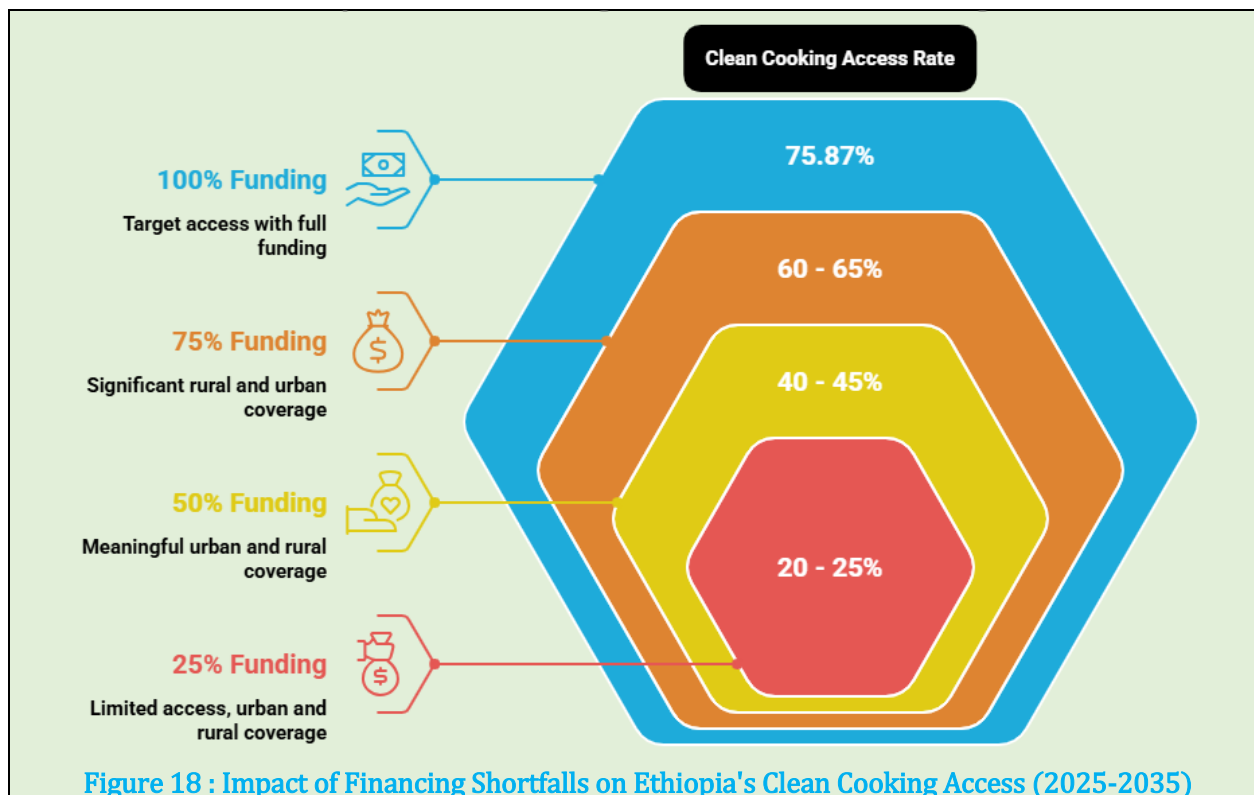 Clean Cooking Access Rate
75.87%
100% Funding
Target access with full
funding
60 - 65%
75% Funding
Significant rural and urban
coverage
40 - 45%
50% Funding
Meaningful urban and rural
coverage
20 - 25%
25% Funding
Limited access, urban and
rural coverage
Figure 18 : Impact of Financing Shortfalls on Ethiopia's Clean Cooking Access (2025-2035)